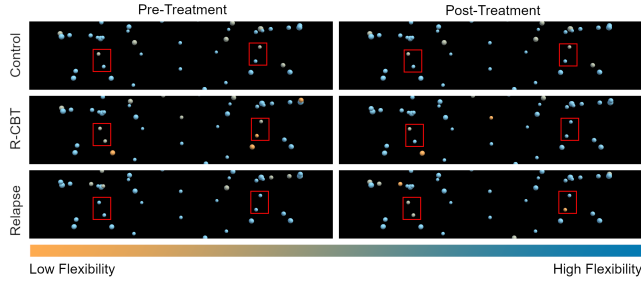 Pre-Treatment
Post-Treatment
Control
R-CBT
Relapse
Low Flexibility
High Flexibility